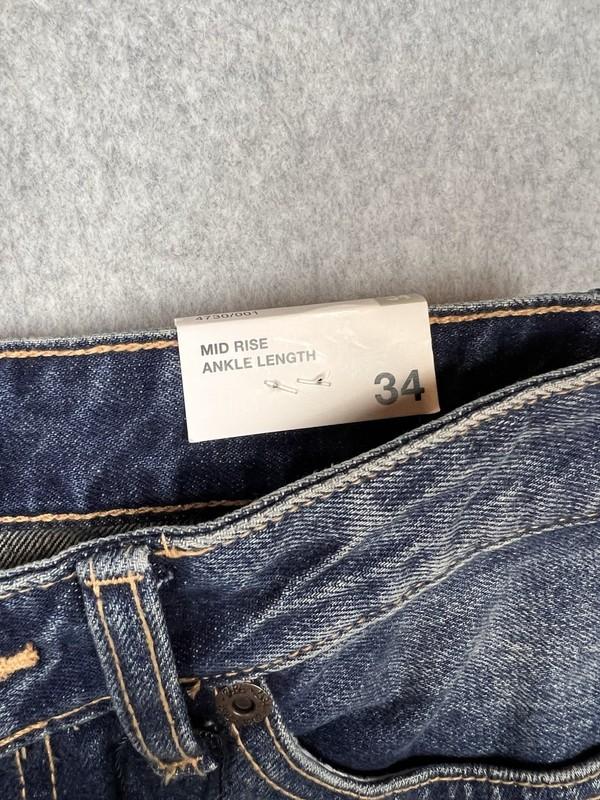 4730/001
MID RISE
ANKLE LENGTH
34